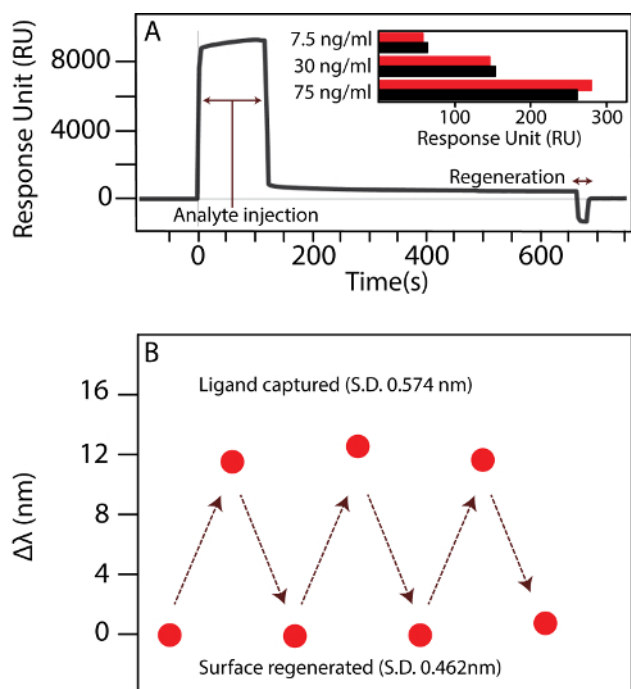 A
Response Unit (RU)
8000
4000
0
7.5 ng/ml
30 ng/ml
75 ng/ml
100
200
300
Response Unit (RU)
Regeneration
Analyte injection
0
200
400
600
Time(s)
B
Δλ (nm)
16
12
8
4
0
Ligand captured (S.D. 0.574 nm)
Surface regenerated (S.D. 0.462nm)